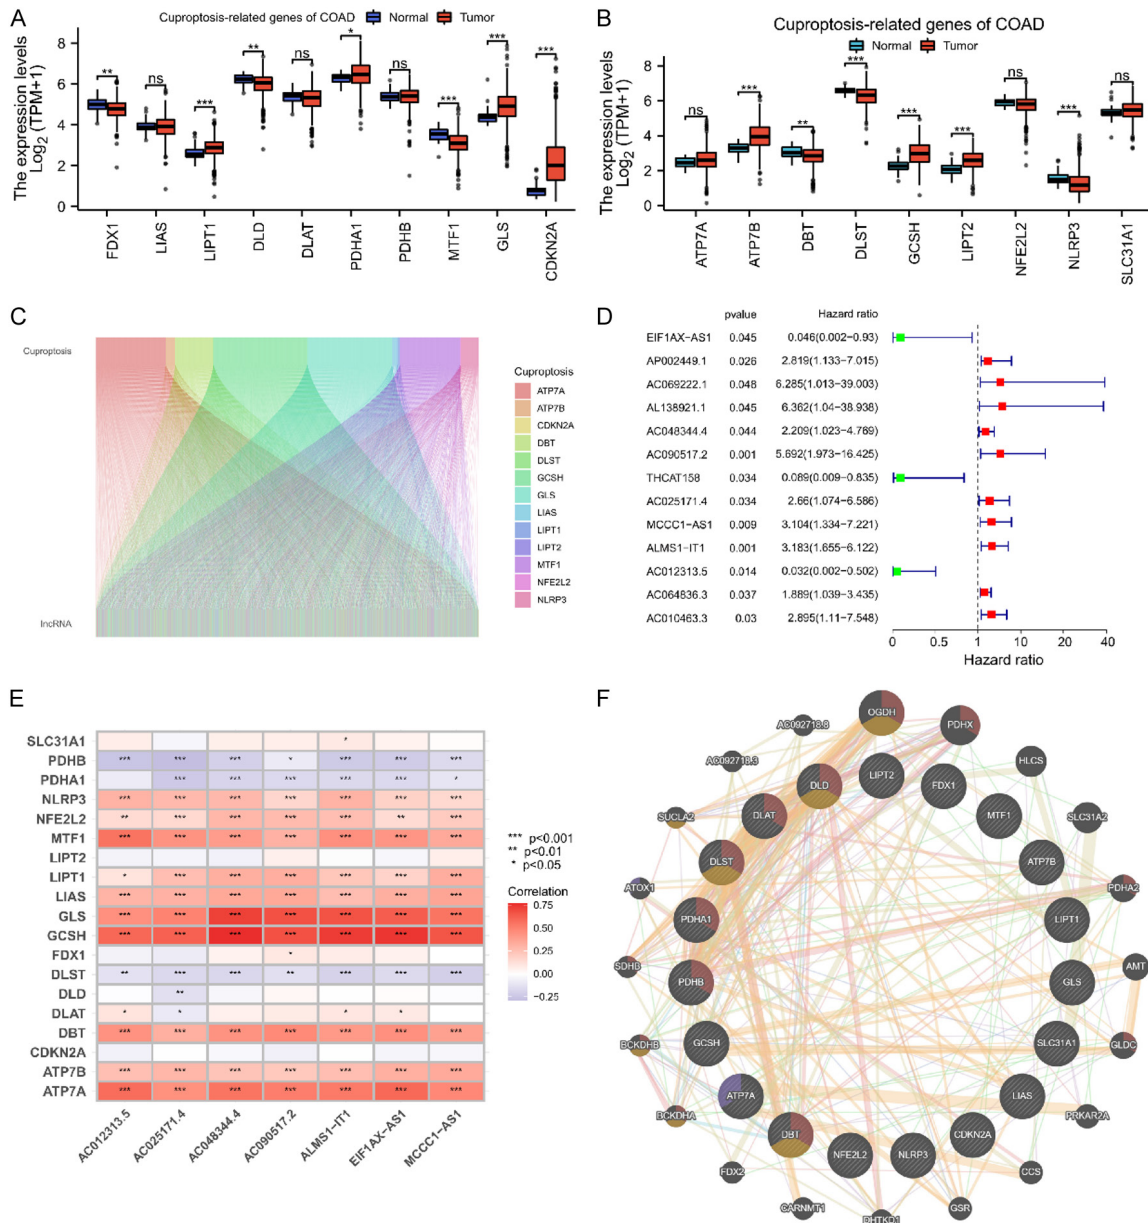 A
Cuproptosis-related genes of COAD Normal Tumor
The expression levels
Log2 (TPM+1)
8
6
4
2
0
** ns *** ** ns * ns *** *** ***
FDX1 LIAS LIPT1 DLD DLAT PDHA1 PDHB MTF1 GLS CDKN2A
B
Cuproptosis-related genes of COAD
Normal Tumor
The expression levels
Log2 (TPM+1)
8
6
4
2
0
ns *** ** *** *** *** ns *** ns
ATP7A ATP7B DBT DLST GCSH LIPT2 NFE2L2 NLRP3 SLC31A1
C
Cuproptosis
lncRNA
Cuproptosis
ATP7A
ATP7B
CDKN2A
DBT
DLST
GCSH
GLS
LIAS
LIPT1
LIPT2
MTF1
NFE2L2
NLRP3
D
pvalue Hazard ratio
EIF1AX−AS1 0.045 0.046(0.002−0.93)
AP002449.1 0.026 2.819(1.133−7.015)
AC069222.1 0.048 6.285(1.013−39.003)
AL138921.1 0.045 6.362(1.04−38.938)
AC048344.4 0.044 2.209(1.023−4.769)
AC090517.2 0.001 5.692(1.973−16.425)
THCAT158 0.034 0.089(0.009−0.835)
AC025171.4 0.034 2.66(1.074−6.586)
MCCC1−AS1 0.009 3.104(1.334−7.221)
ALMS1−IT1 0.001 3.183(1.655−6.122)
AC012313.5 0.014 0.032(0.002−0.502)
AC064836.3 0.037 1.889(1.039−3.435)
AC010463.3 0.03 2.895(1.11−7.548)
0 0.5 1 10 20 40
Hazard ratio
E
SLC31A1 *
PDHB *** *** *** * *** *** ***
PDHA1 *** *** *** *** *** *
NLRP3 *** *** *** *** *** *** ***
NFE2L2 ** *** *** *** *** ** ***
MTF1 *** *** *** *** *** *** ***
LIPT2
LIPT1 * *** *** *** *** *** ***
LIAS *** *** *** *** *** *** ***
GLS *** *** *** *** *** *** ***
GCSH *** *** *** *** *** *** ***
FDX1 *
DLST ** *** *** ** *** *** ***
DLD **
DLAT * * * *
DBT *** *** *** *** *** *** ***
CDKN2A
ATP7B *** *** *** *** *** *** ***
ATP7A *** *** *** *** *** *** ***
AC012313.5 AC025171.4 AC048344.4 AC090517.2 ALMS1−IT1 EIF1AX−AS1 MCCC1−AS1
*** p<0.001
** p<0.01
* p<0.05
Correlation
0.75
0.50
0.25
0.00
−0.25
F
OGDH
AC092718.8
PDHX
AC092718.3
HLCS
LIPT2
DLD
FDX1
SUCLA2
DLAT
MTF1
SLC31A2
DLST
ATP7B
ATOX1
PDHA2
PDHA1
LIPT1
SDHB
PDHB
GLS
AMT
BCKDHB
GCSH
SLC31A1
GLDC
ATP7A
LIAS
BCKDHA
DBT
CDKN2A
PRKAR2A
NFE2L2
NLRP3
FDX2
CCS
CARNMT1
GSR
DHTKD1